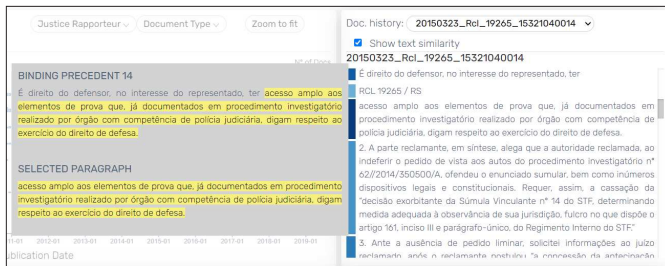 Justice Rapporteur
Document Type
Zoom to fit
Doc. history: 20150323_Rcl_19265_15321040014
Show text similarity
20150323_Rcl_19265_15321040014
Nº of Docs
BINDING PRECEDENT 14
É direito do defensor, no interesse do representado, ter acesso amplo aos
elementos de prova que, já documentados em procedimento investigatório
realizado por órgão com competência de polícia judiciária, digam respeito ao
exercício do direito de defesa.
SELECTED PARAGRAPH
acesso amplo aos elementos de prova que, já documentados em procedimento
investigatório realizado por órgão com competência de polícia judiciária, digam
respeito ao exercício do direito de defesa.
11-01 2012-01 2013-01 2014-01 2015-01 2016-01 2017-01 2018-01 2019-01
ublication Date
É direito do defensor, no interesse do representado, ter
RCL 19265 / RS
acesso amplo aos elementos de prova que, já documentados em
procedimento investigatório realizado por órgão com competência de
polícia judiciária, digam respeito ao exercício do direito de defesa.
2. A parte reclamante, em síntese, alega que a autoridade reclamada, ao
indeferir o pedido de vista aos autos do procedimento investigatório n°
62//2014/350500/A, ofendeu o enunciado sumular, bem como inúmeros
dispositivos legais e constitucionais. Requer, assim, a cassação da
"decisão exorbitante da Súmula Vinculante n° 14 do STF, determinando
medida adequada à observância de sua jurisdição, fulcro no que dispõe o
artigo 161, inciso III e parágrafo-único, do Regimento Interno do STF."
3. Ante a ausência de pedido liminar, solicitei informações ao juízo
reclamado, após o reclamante postulou "a concessão da antecipação